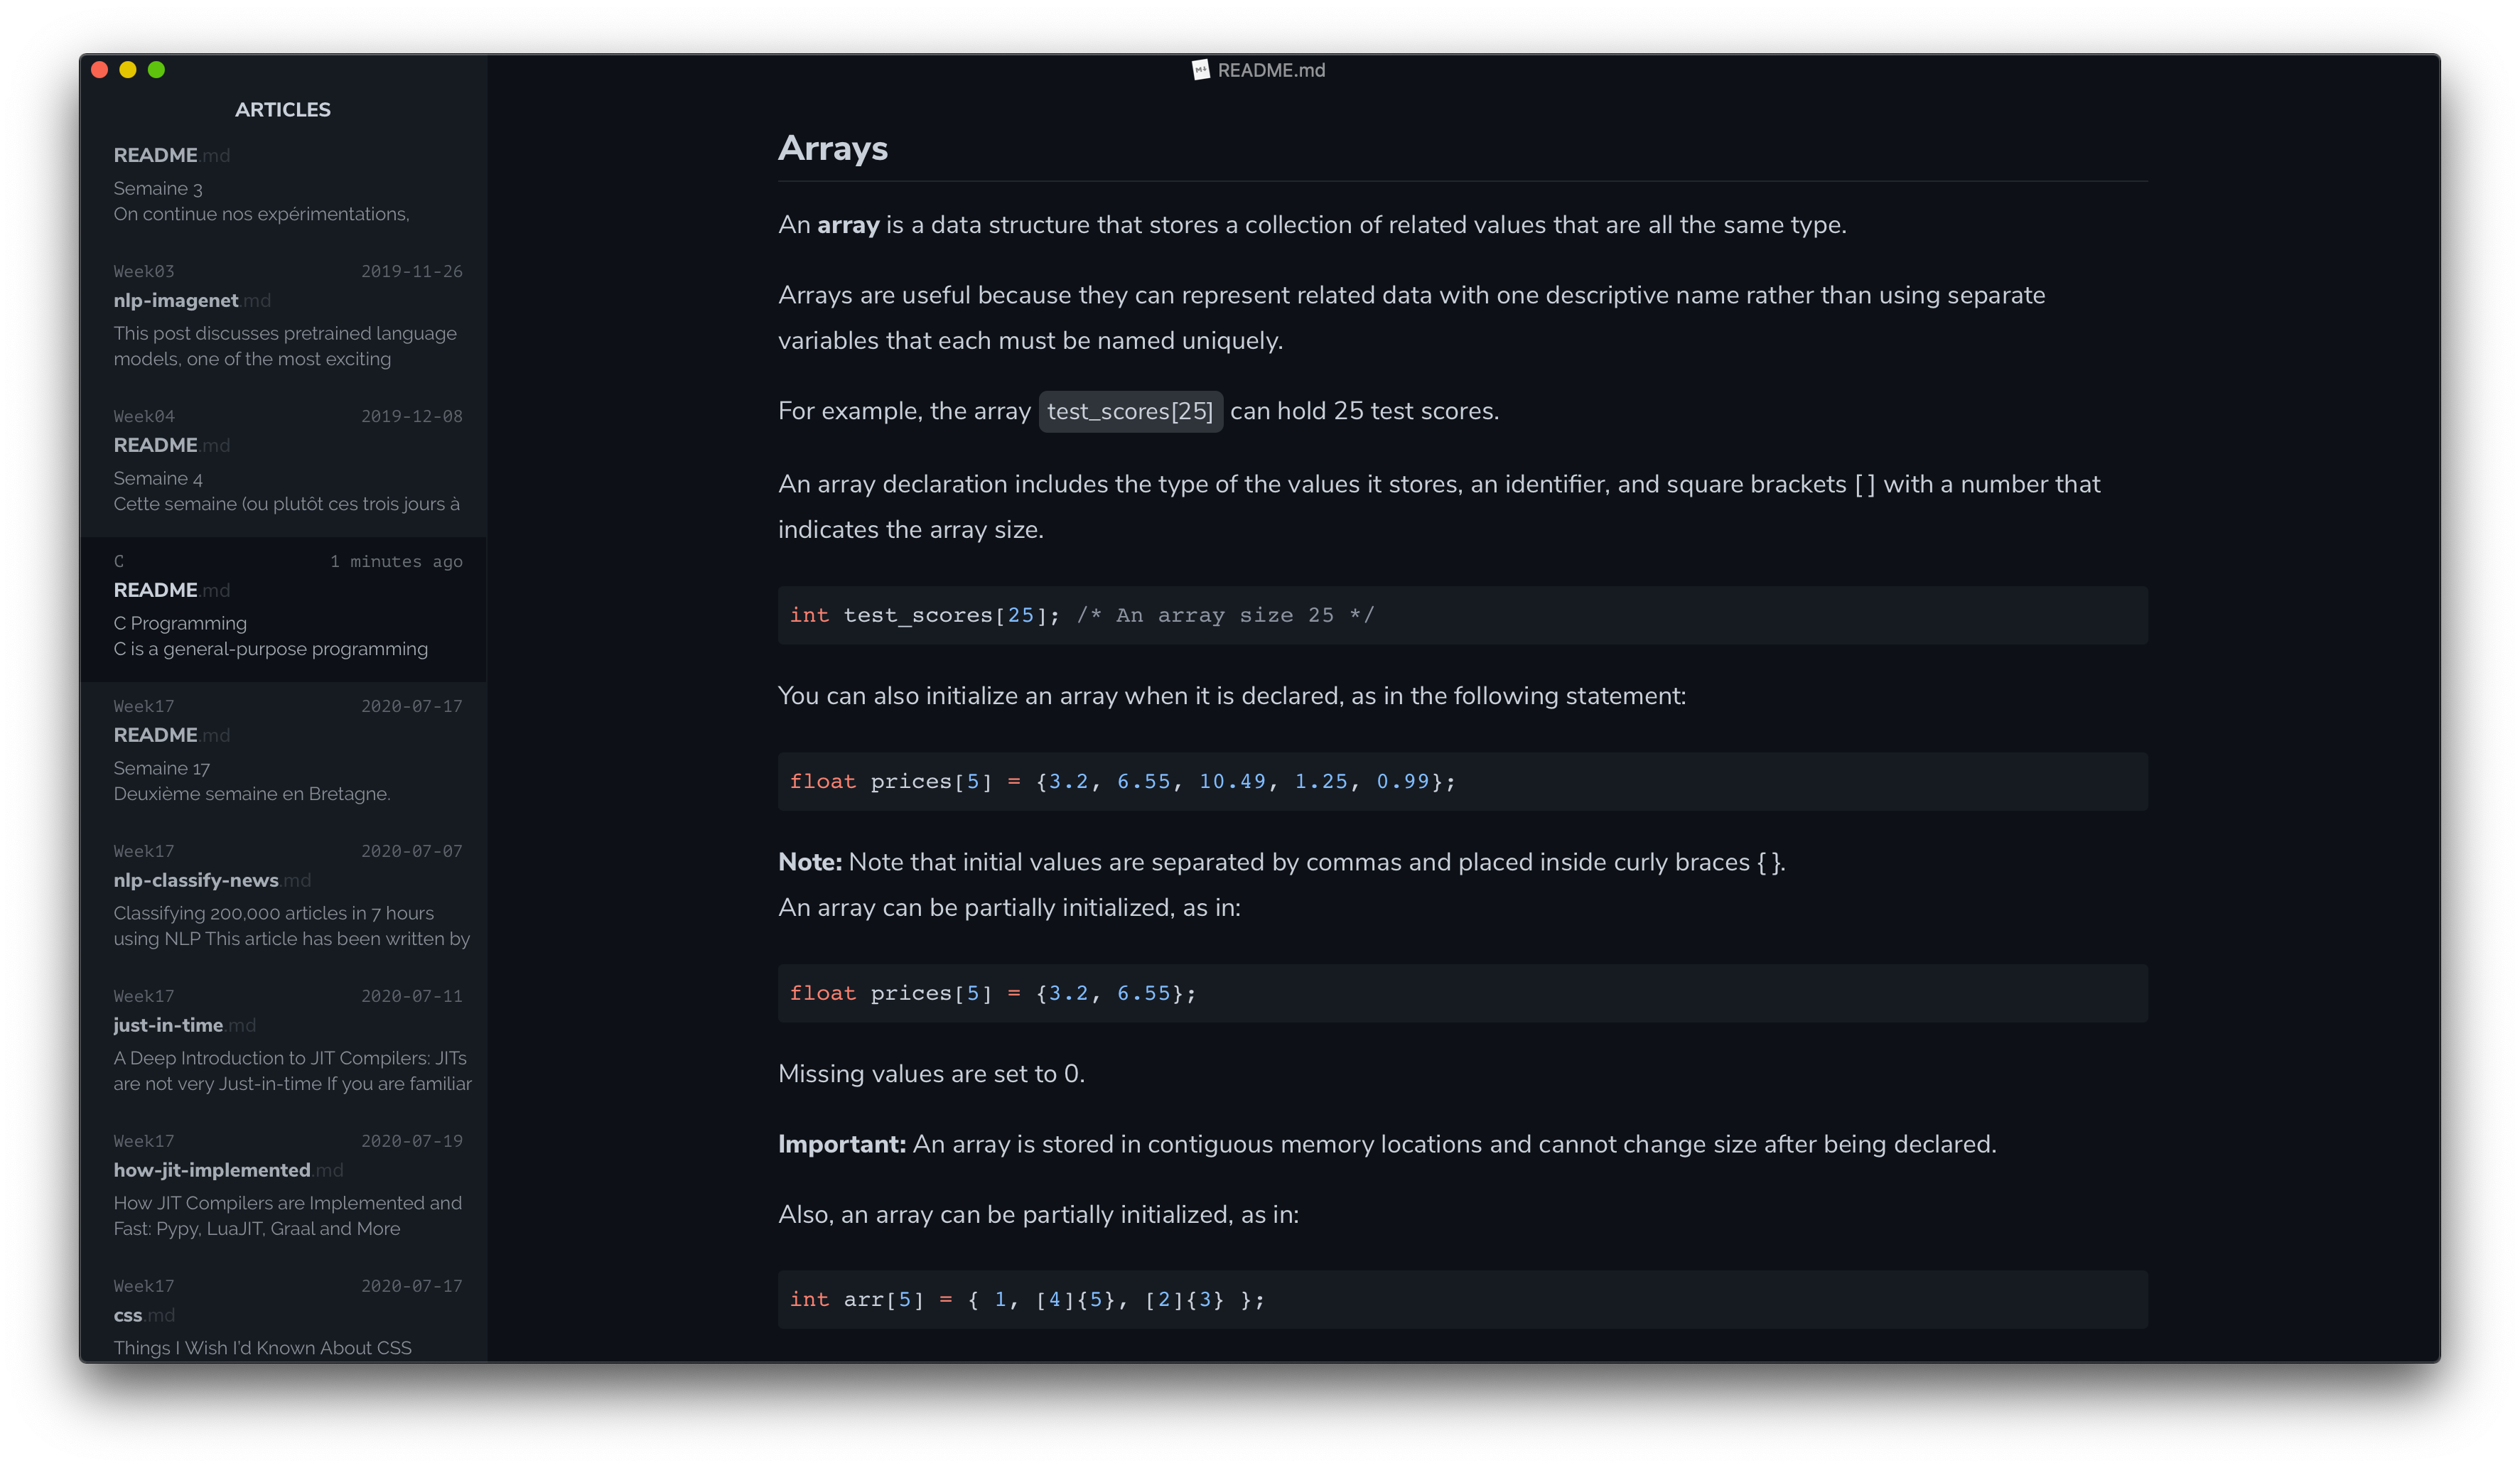 README.md
ARTICLES
README.md
Semaine 3
On continue nos expérimentations,
Week03 2019-11-26
nlp-imagenet.md
This post discusses pretrained language
models, one of the most exciting
Week04 2019-12-08
README.md
Semaine 4
Cette semaine (ou plutôt ces trois jours à
C 1 minutes ago
README.md
C Programming
C is a general-purpose programming
Week17 2020-07-17
README.md
Semaine 17
Deuxième semaine en Bretagne.
Week17 2020-07-07
nlp-classify-news.md
Classifying 200,000 articles in 7 hours
using NLP This article has been written by
Week17 2020-07-11
just-in-time.md
A Deep Introduction to JIT Compilers: JITs
are not very Just-in-time If you are familiar
Week17 2020-07-19
how-jit-implemented.md
How JIT Compilers are Implemented and
Fast: Pypy, LuaJIT, Graal and More
Week17 2020-07-17
css.md
Things I Wish I'd Known About CSS
Arrays
An array is a data structure that stores a collection of related values that are all the same type.
Arrays are useful because they can represent related data with one descriptive name rather than using separate
variables that each must be named uniquely.
For example, the array test_scores[25] can hold 25 test scores.
An array declaration includes the type of the values it stores, an identifier, and square brackets [ ] with a number that
indicates the array size.
int test_scores[25]; /* An array size 25 */
You can also initialize an array when it is declared, as in the following statement:
float prices[5] = {3.2, 6.55, 10.49, 1.25, 0.99};
Note: Note that initial values are separated by commas and placed inside curly braces { }.
An array can be partially initialized, as in:
float prices[5] = {3.2, 6.55};
Missing values are set to 0.
Important: An array is stored in contiguous memory locations and cannot change size after being declared.
Also, an array can be partially initialized, as in:
int arr[5] = { 1, [4]{5}, [2]{3} };